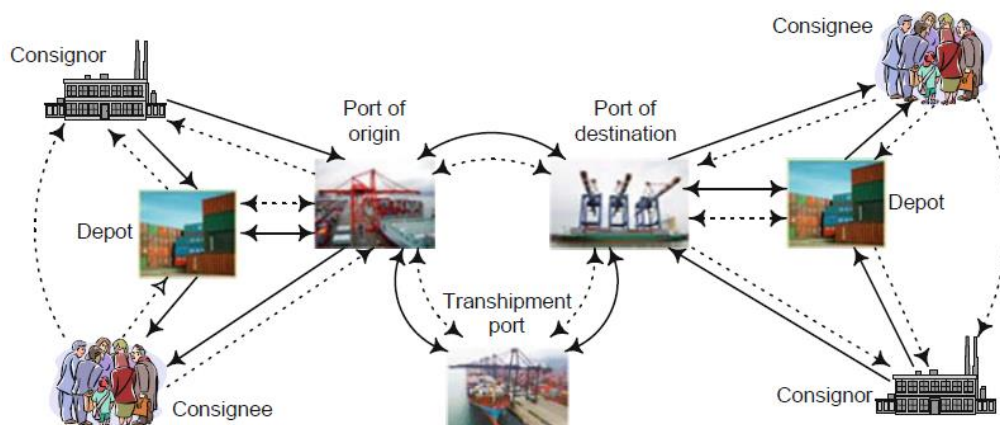 Consignor
Consignee
Port of
origin
Port of
destination
Depot
Depot
Transhipment
port
Consignee
Consignor